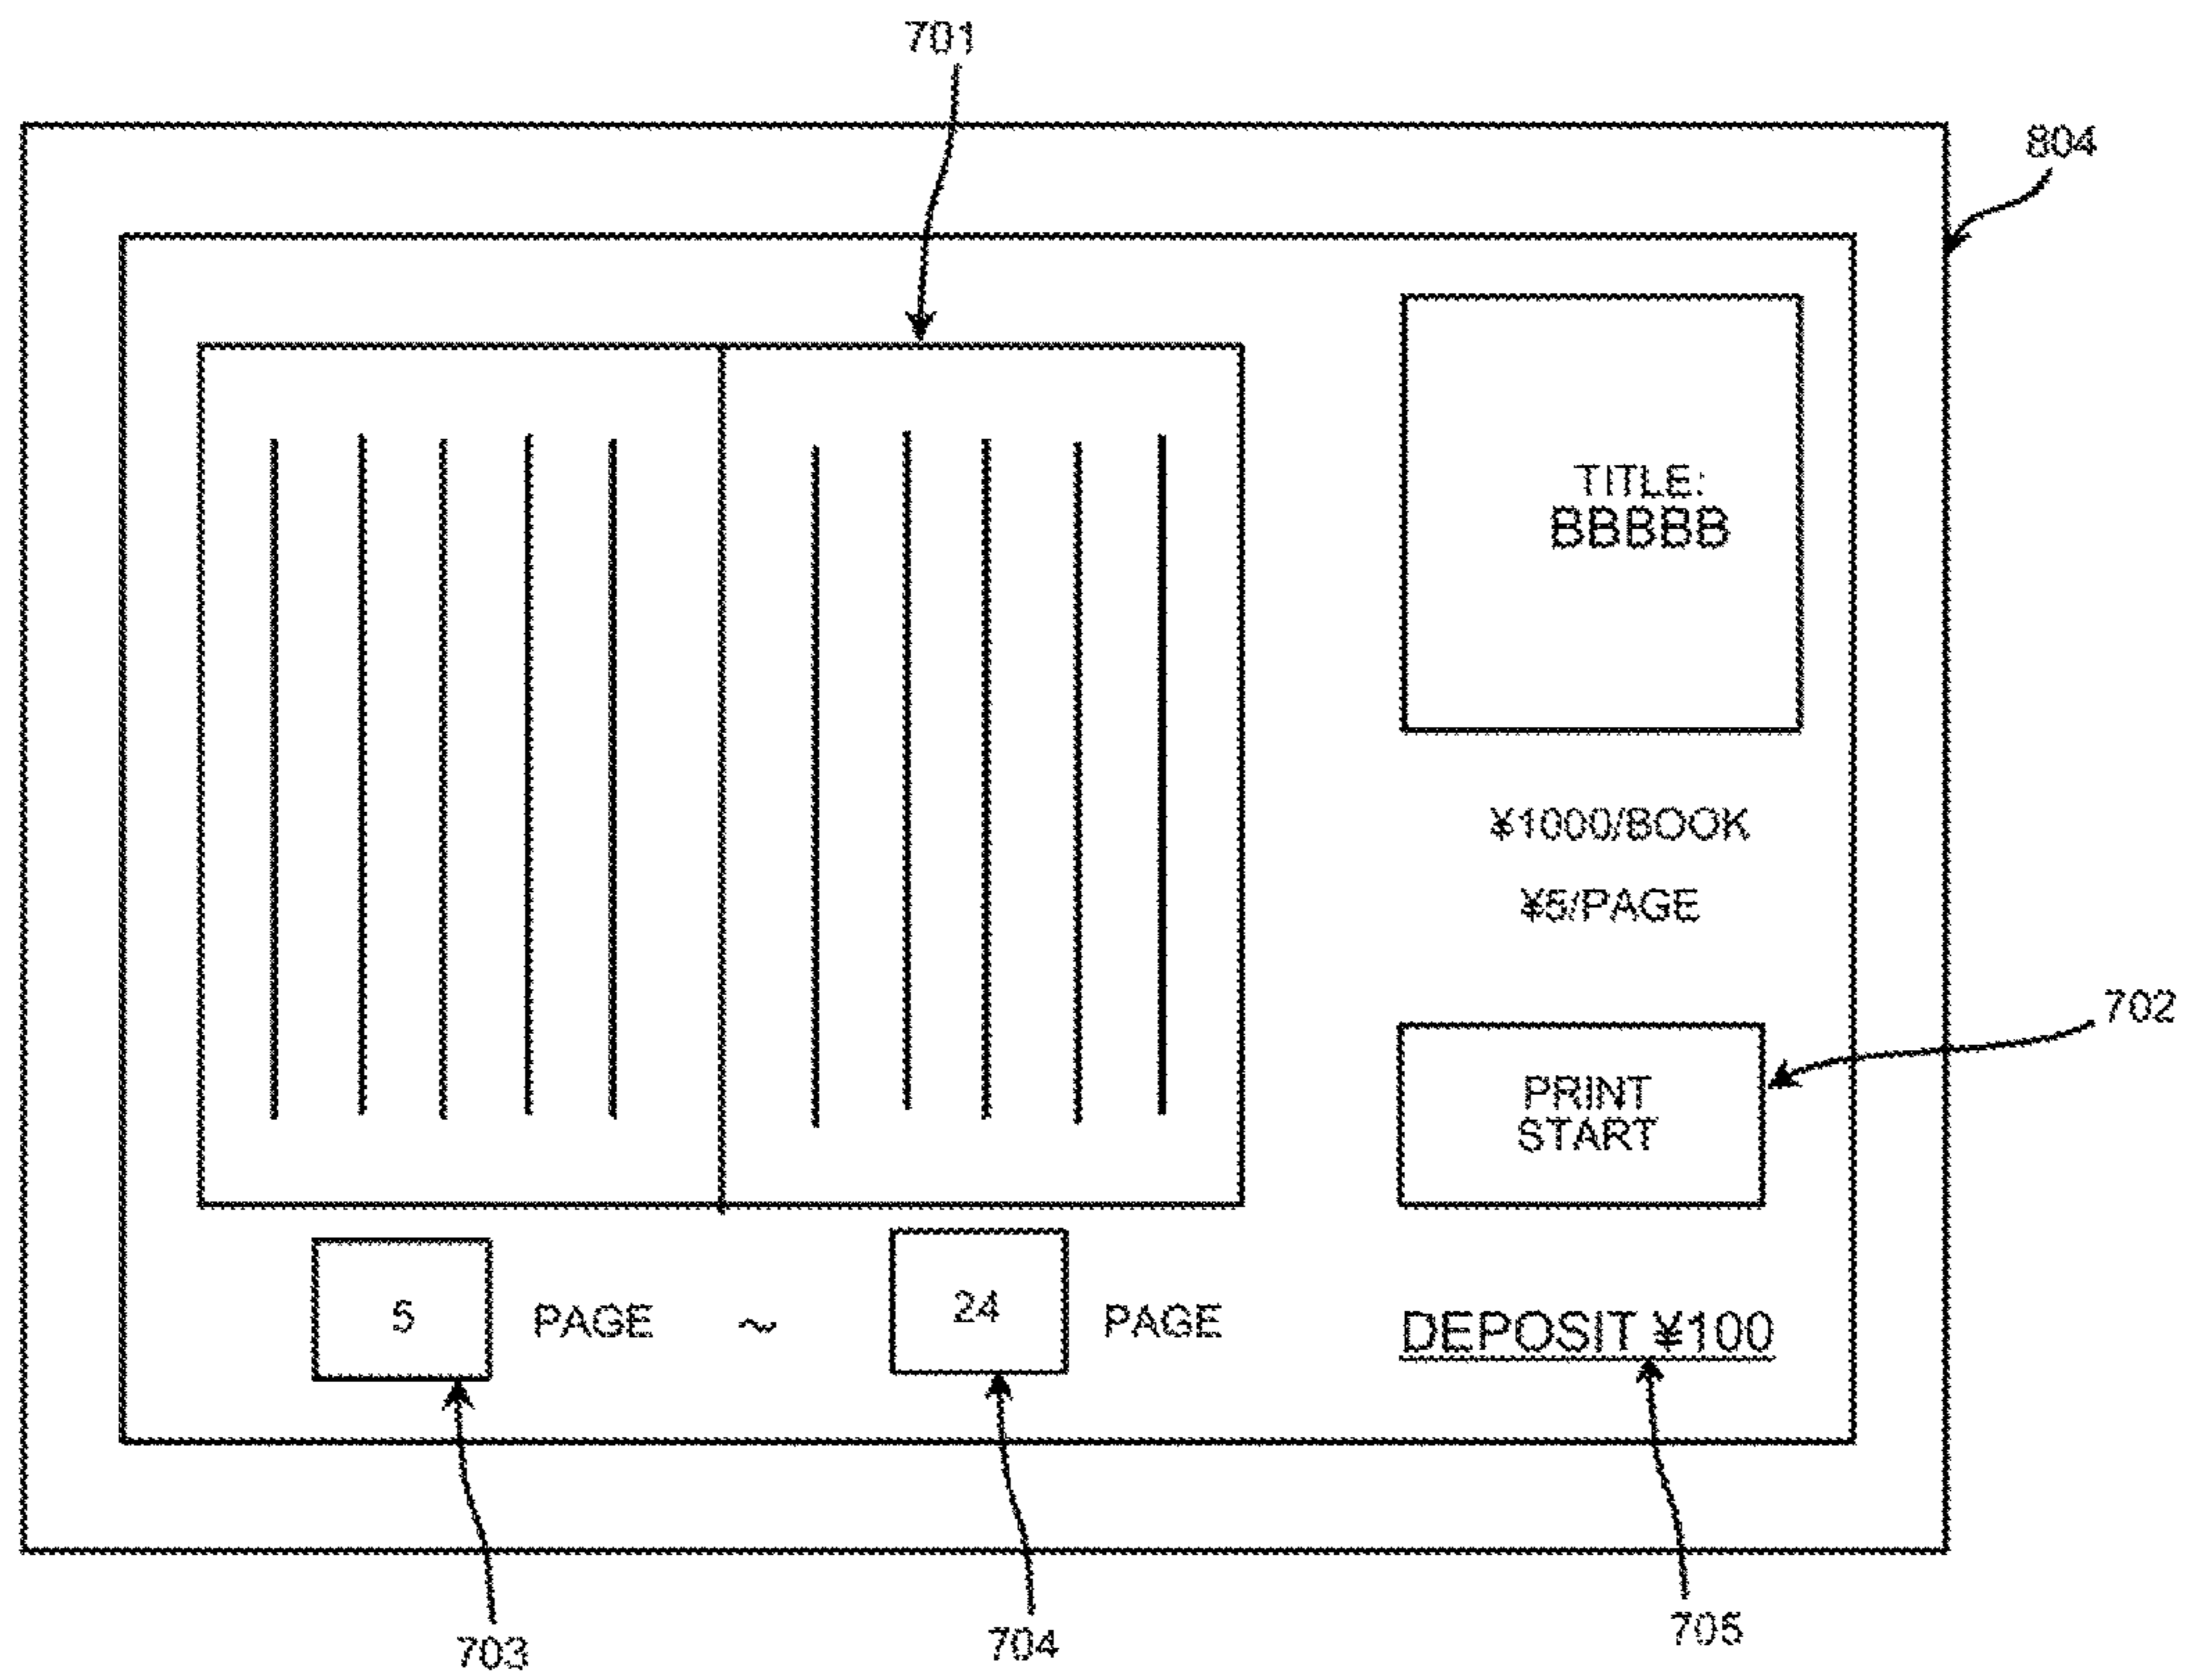 701
804
TITLE:
BBBBB
¥1000/BOOK
¥5/PAGE
702
PRINT
START
5 PAGE ~ 24 PAGE
DEPOSIT ¥100
703
704
705